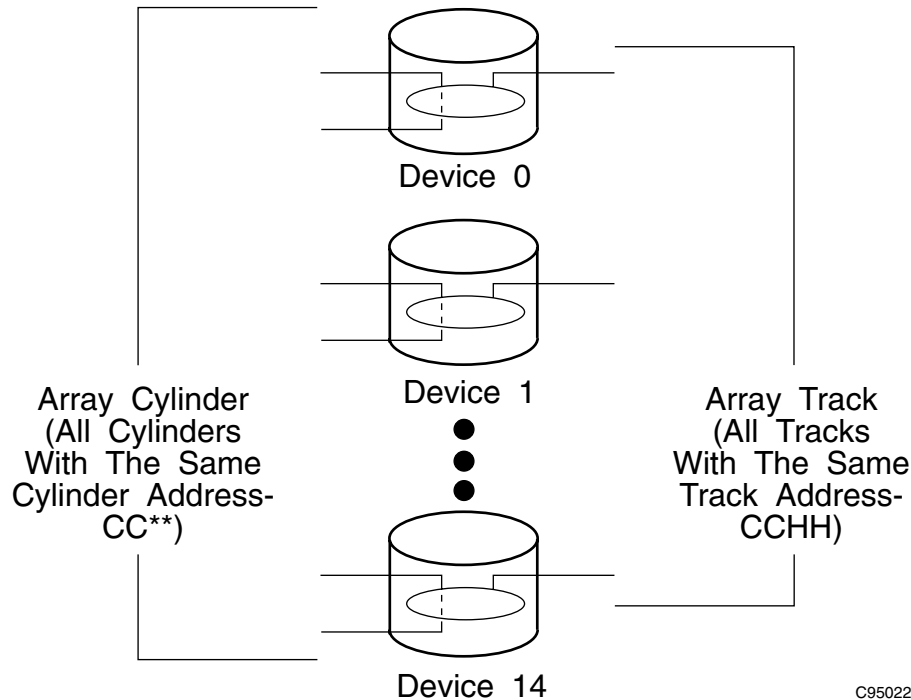 Device 0
Device 1
Array Cylinder
(All Cylinders
With The Same
Cylinder Address-
CC**)
Array Track
(All Tracks
With The Same
Track Address-
CCHH)
Device 14
C95022